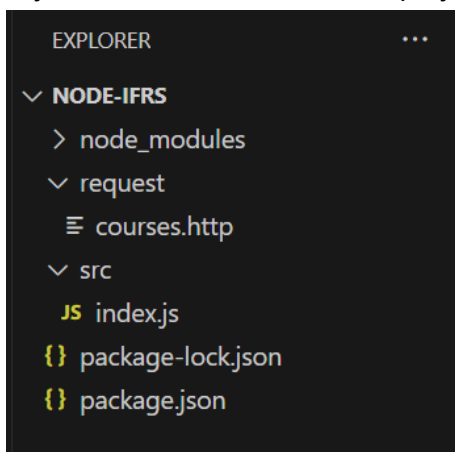 EXPLORER ...
NODE-IFRS
node_modules
request
courses.http
src
JS index.js
{} package-lock.json
{} package.json